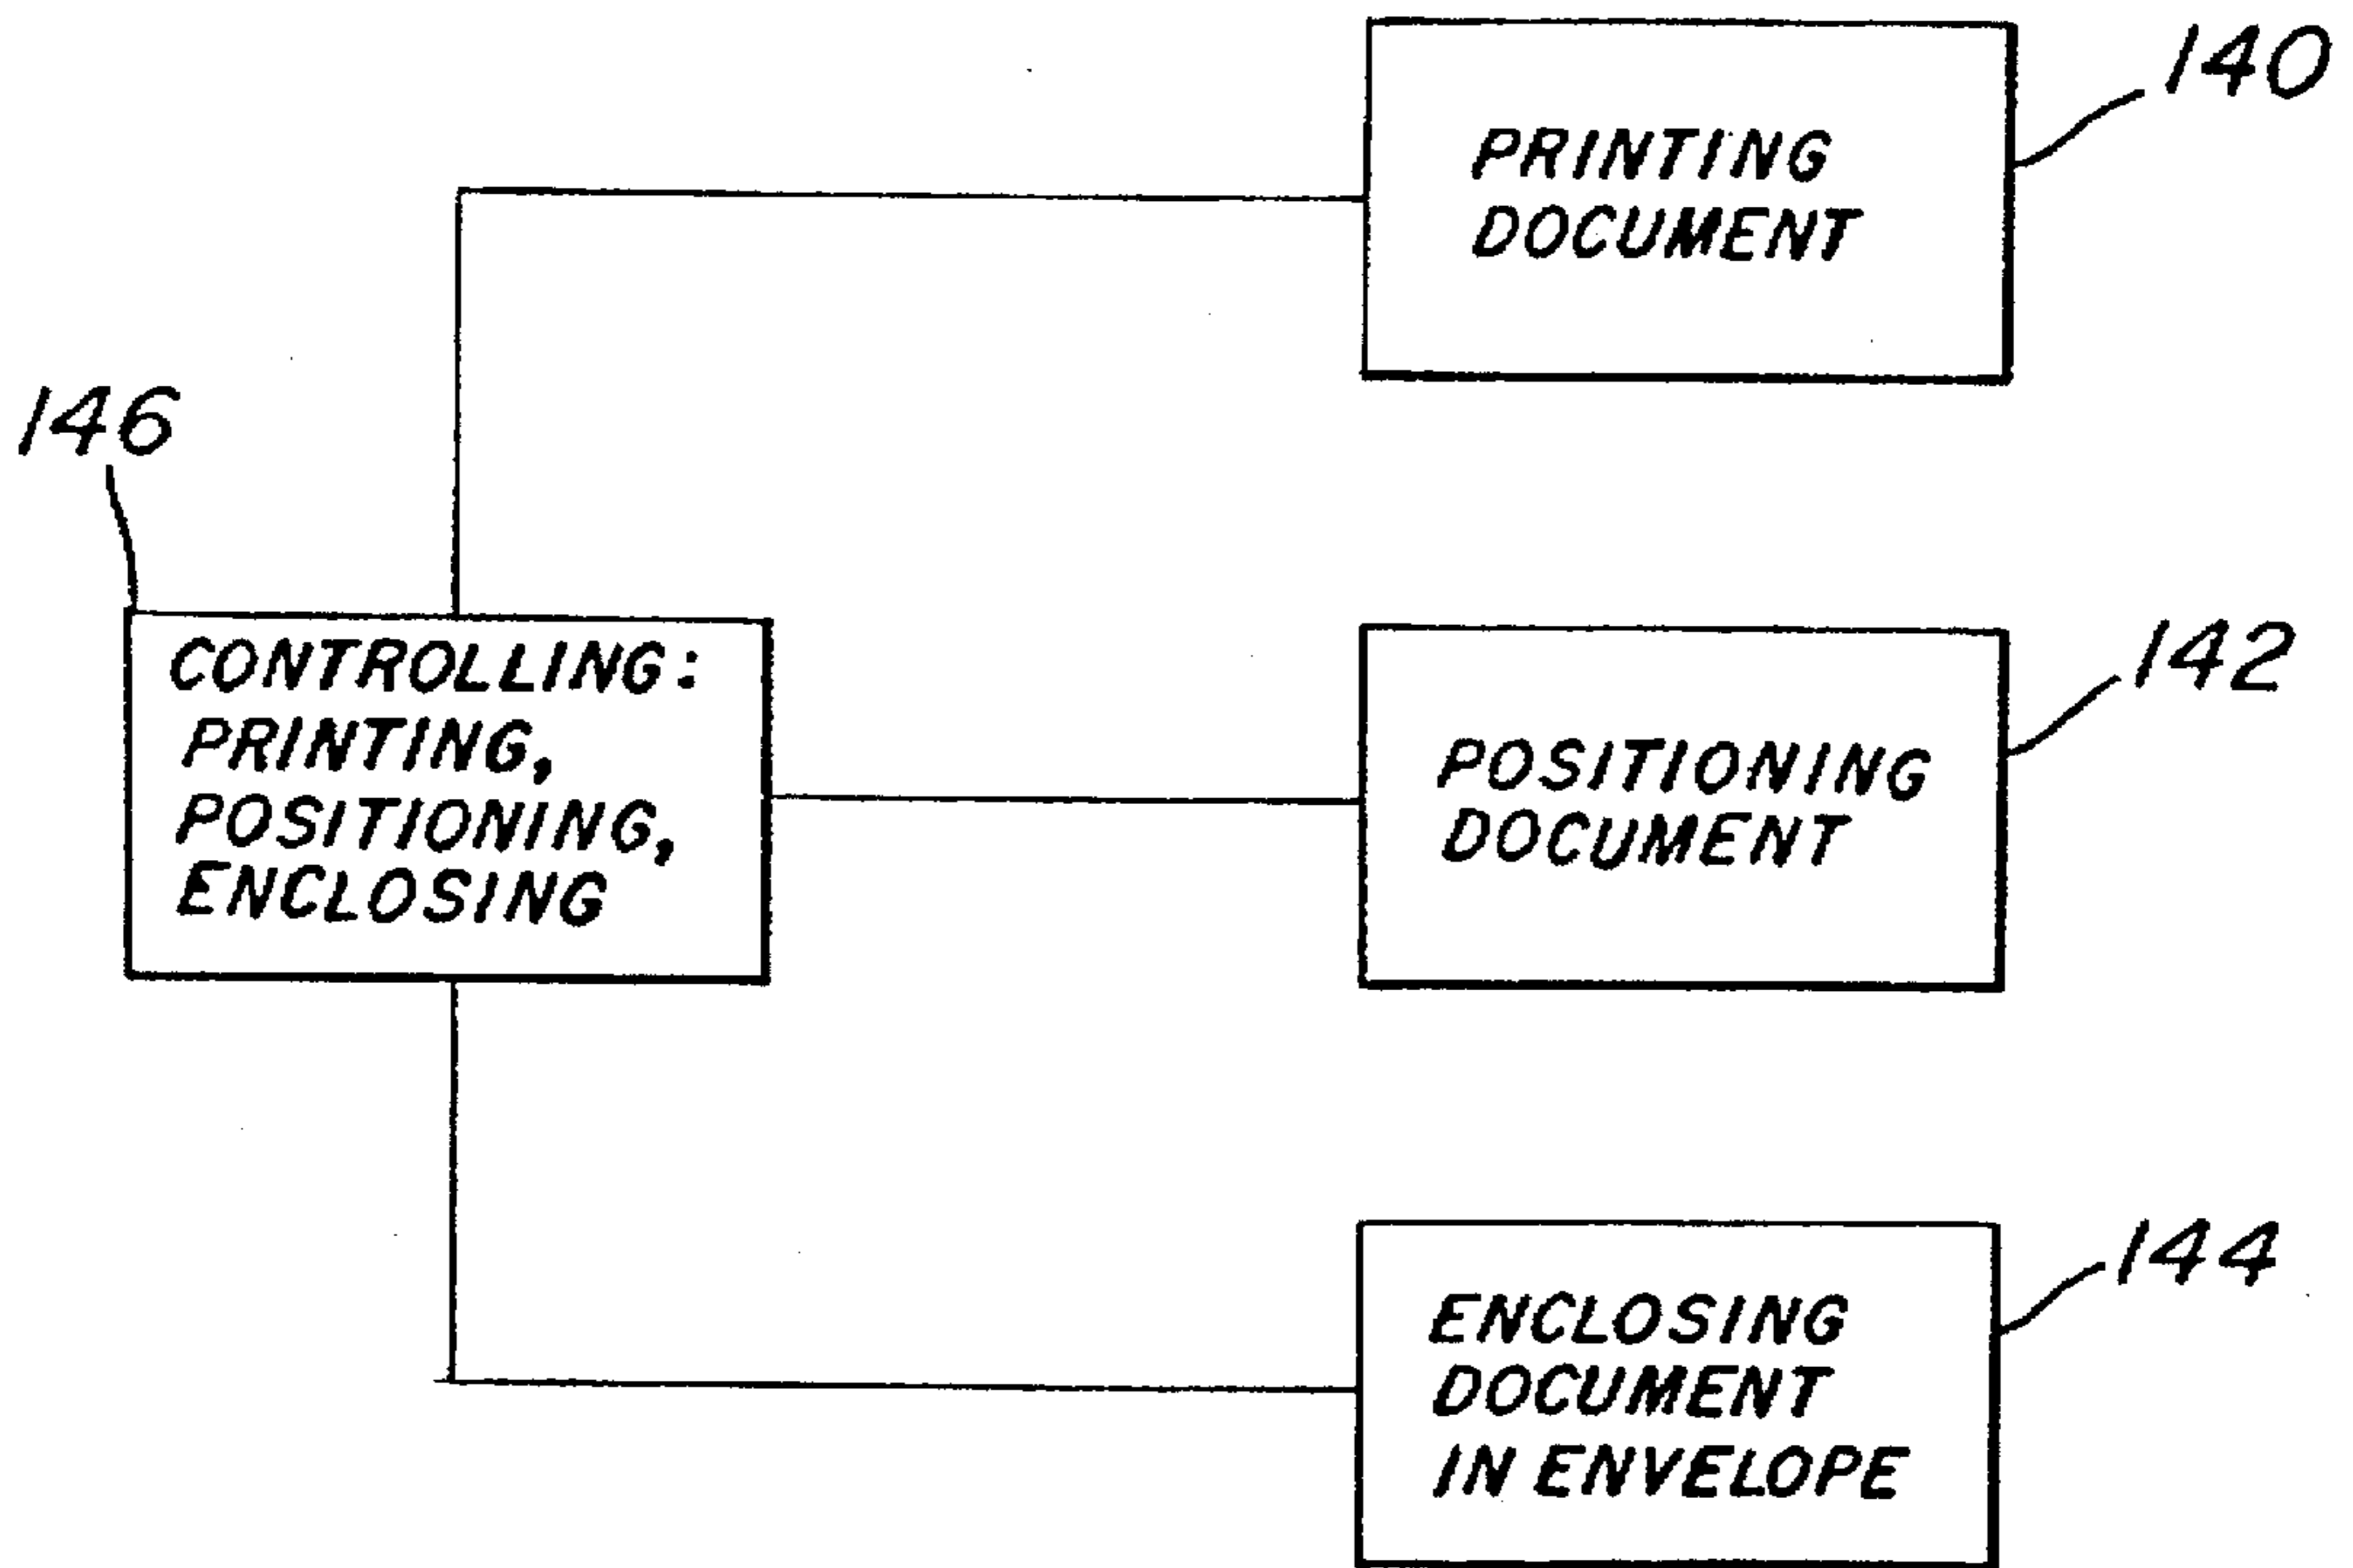 140
PRINTING
DOCUMENT
146
CONTROLLING:
PRINTING,
POSITIONING,
ENCLOSING
142
POSITIONING
DOCUMENT
144
ENCLOSING
DOCUMENT
IN ENVELOPE